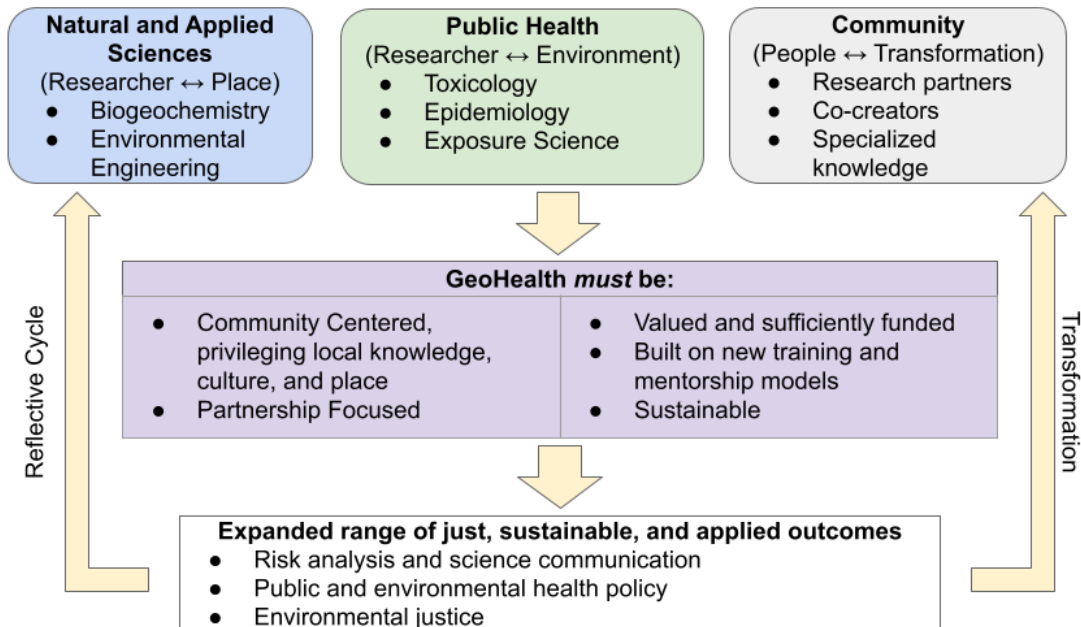 Natural and Applied
Sciences
(Researcher ↔ Place)
● Biogeochemistry
● Environmental
Engineering
Public Health
(Researcher ↔ Environment)
● Toxicology
● Epidemiology
● Exposure Science
Community
(People ↔ Transformation)
● Research partners
● Co-creators
● Specialized
knowledge
GeoHealth must be:
● Community Centered,
privileging local knowledge,
culture, and place
● Partnership Focused
● Valued and sufficiently funded
● Built on new training and
mentorship models
● Sustainable
Reflective Cycle
Transformation
Expanded range of just, sustainable, and applied outcomes
● Risk analysis and science communication
● Public and environmental health policy
● Environmental justice